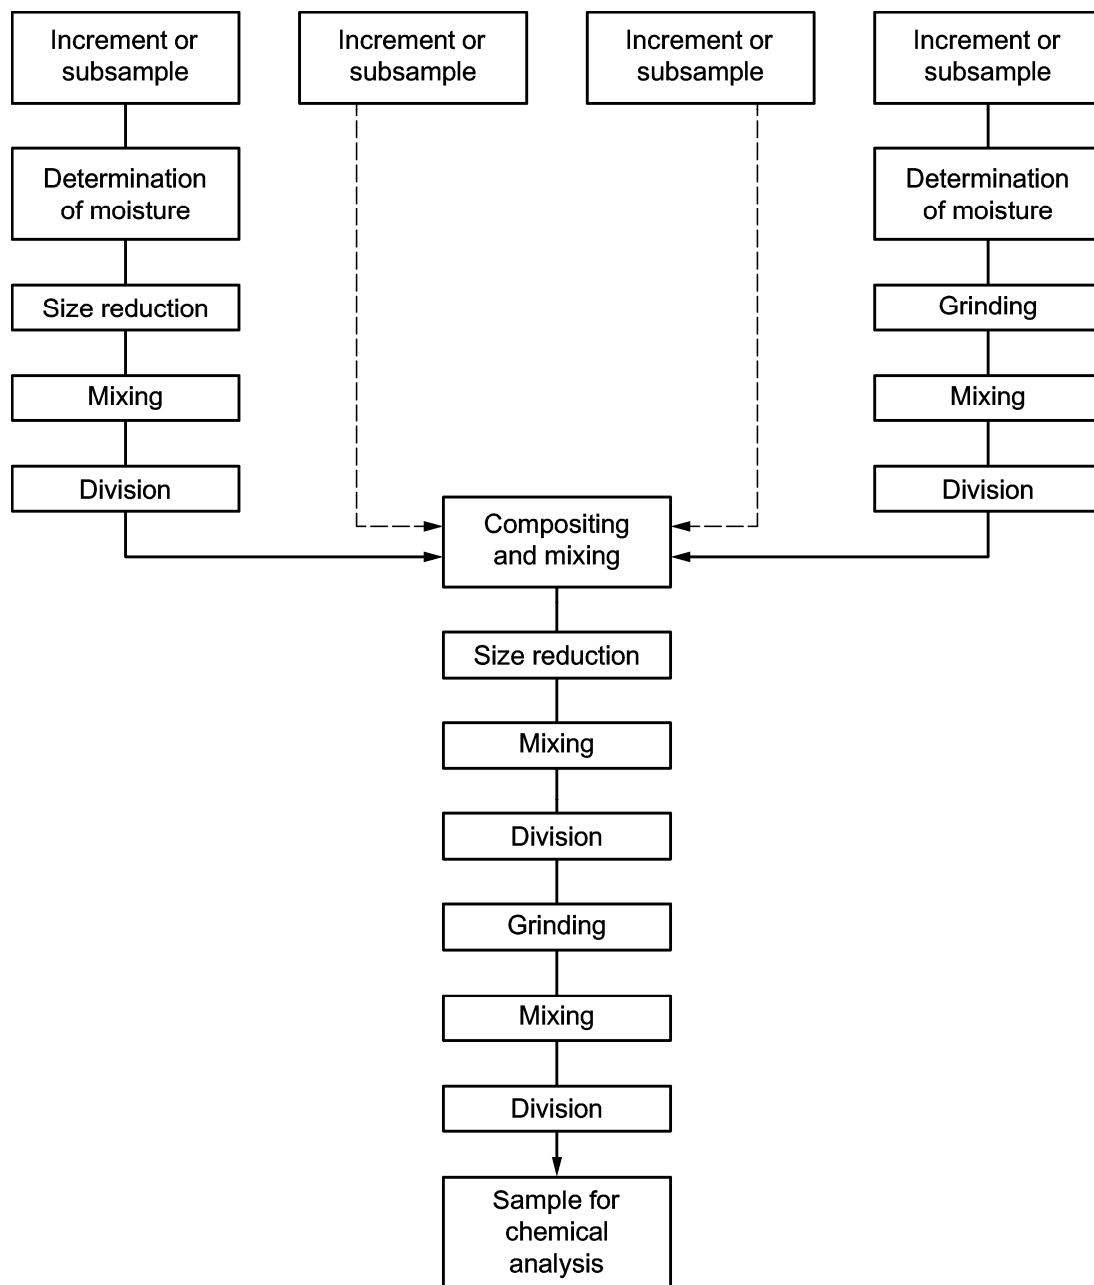 Increment or
subsample
Increment or
subsample
Increment or
subsample
Increment or
subsample
Determination
of moisture
Determination
of moisture
Size reduction
Grinding
Mixing
Mixing
Division
Division
Compositing
and mixing
Size reduction
Mixing
Division
Grinding
Mixing
Division
Sample for
chemical
analysis